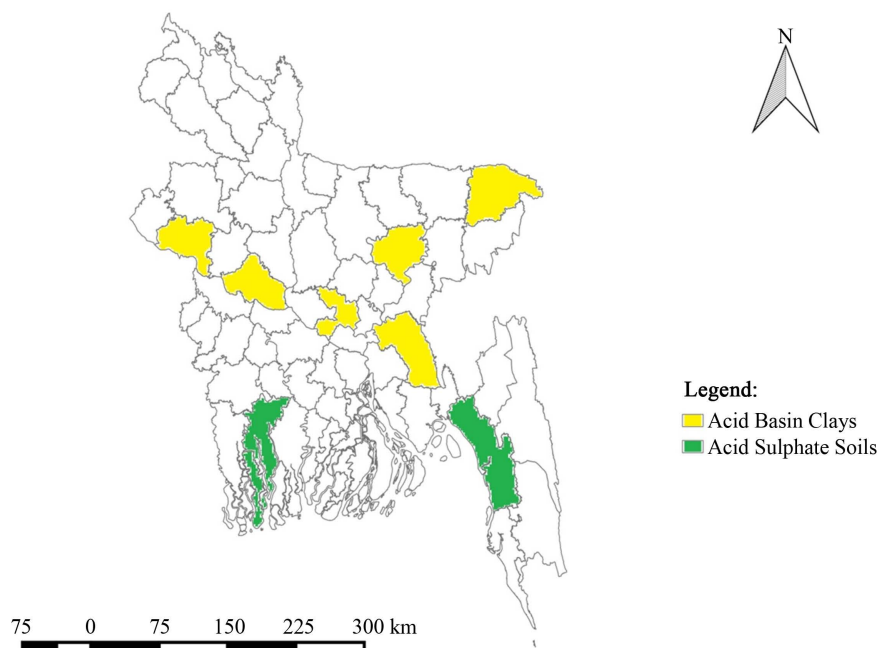 N
Legend:
Acid Basin Clays
Acid Sulphate Soils
75 0 75 150 225 300 km